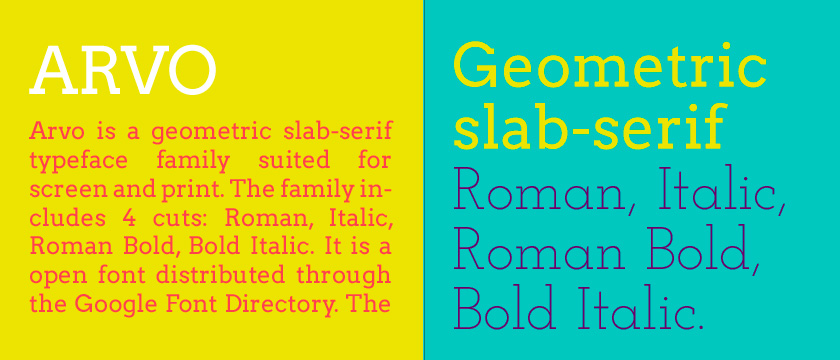 ARVO
Arvo is a geometric slab-serif
typeface family suited for
screen and print. The family in-
cludes 4 cuts: Roman, Italic,
Roman Bold, Bold Italic. It is a
open font distributed through
the Google Font Directory. The
Geometric
slab-serif
Roman, Italic,
Roman Bold,
Bold Italic.